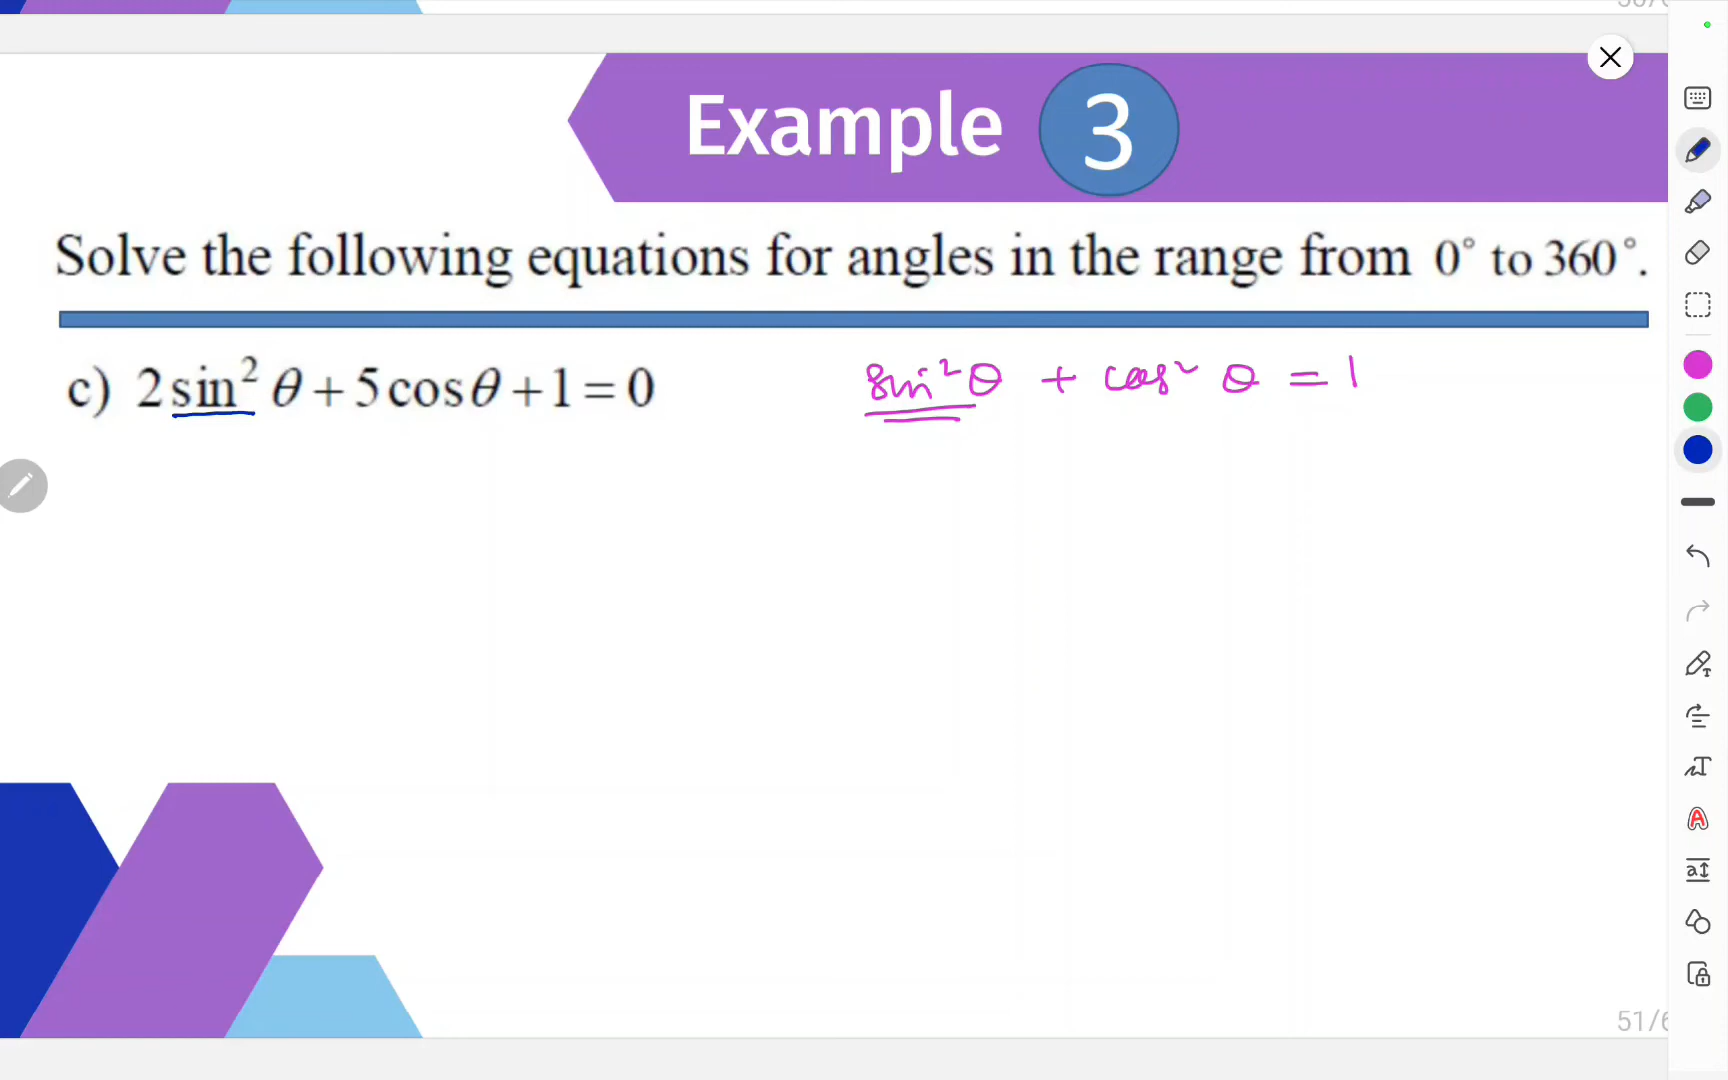 Example 3
Solve the following equations for angles in the range from 0° to 360°.
c) 2 sin² θ + 5 cos θ + 1 = 0
sin² θ + cos² θ = 1
51/6